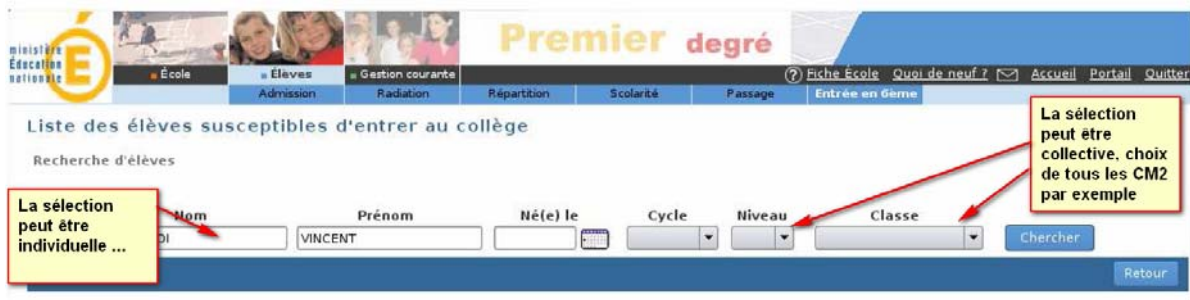 ministère
Éducation
nationale
Premier degré
École
Élèves
Gestion courante
? Fiche École Quoi de neuf ? Accueil Portail Quitter
Admission Radiation Répartition Scolarité Passage Entrée en 6ème
Liste des élèves susceptibles d'entrer au collège
Recherche d'élèves
La sélection
peut être
collective, choix
de tous les CM2
par exemple
La sélection
peut être
individuelle ...
Nom Prénom Né(e) le Cycle Niveau Classe
VINCENT Chercher
Retour